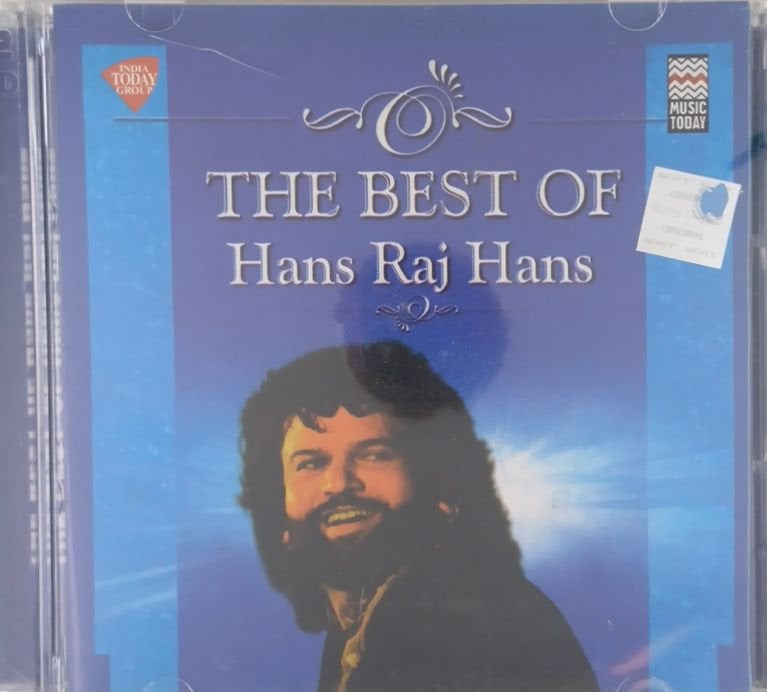 INDIA
TODAY
GROUP
MUSIC
TODAY
THE BEST OF
Hans Raj Hans